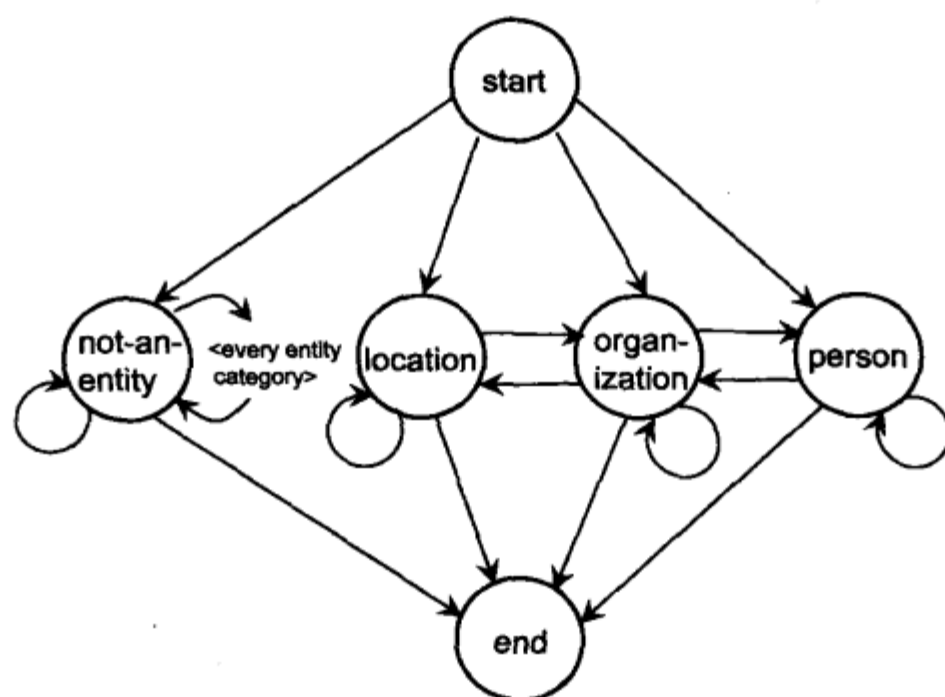 start
not-an-
entity
<every entity
category>
location
organ-
ization
person
end